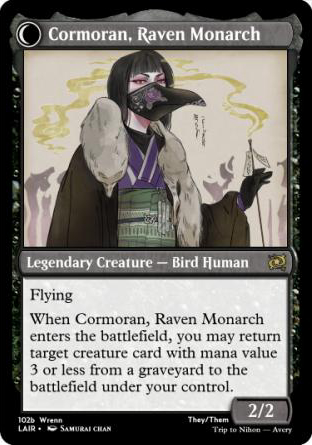 Cormoran, Raven Monarch
Legendary Creature — Bird Human
Flying
When Cormoran, Raven Monarch
enters the battlefield, you may return
target creature card with mana value
3 or less from a graveyard to the
battlefield under your control.
2/2
102b Wrenn They/Them
LAIR • SAMURAI CHAN Trip to Nihon — Avery